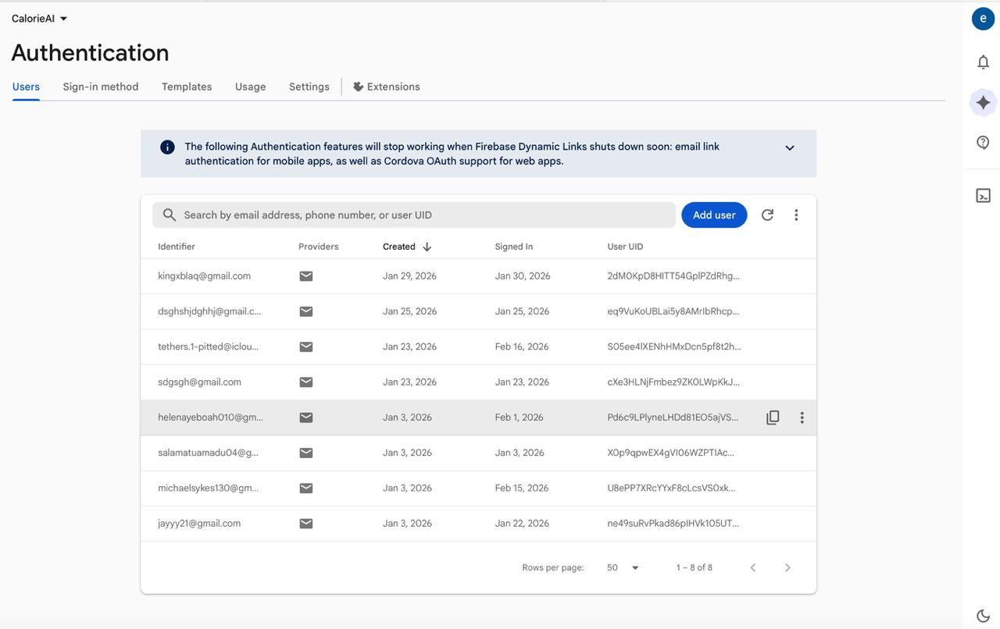 CalorieAI
e
Authentication
Users Sign-in method Templates Usage Settings Extensions
The following Authentication features will stop working when Firebase Dynamic Links shuts down soon: email link
authentication for mobile apps, as well as Cordova OAuth support for web apps.
Search by email address, phone number, or user UID Add user
Identifier Providers Created Signed In User UID
kingxblaq@gmail.com Jan 29, 2026 Jan 30, 2026 2dM0KpD8HITT54GplPZdRhg...
dsghshjdghhj@gmail.c... Jan 25, 2026 Jan 25, 2026 eq9VuKoUBLai5y8AMrIbRhcp...
tethers.1-pitted@iclou... Jan 23, 2026 Feb 16, 2026 S05ee4lXENhHMxDcn5pf8t2h...
sdgsgh@gmail.com Jan 23, 2026 Jan 23, 2026 cXe3HLNjFmbez9ZK0LWpKkJ...
helenayeboah010@gm... Jan 3, 2026 Feb 1, 2026 Pd6c9LPlyneLHDd81EO5ajVS...
salamatuamadu04@g... Jan 3, 2026 Jan 3, 2026 X0p9qpwEX4gVI06WZPTIAc...
michaelsykes130@gm... Jan 3, 2026 Feb 15, 2026 U8ePP7XRcYYxF8cLcsVS0xk...
jayyy21@gmail.com Jan 3, 2026 Jan 22, 2026 ne49suRvPkad86pIHVk105UT...
Rows per page: 50 1 – 8 of 8